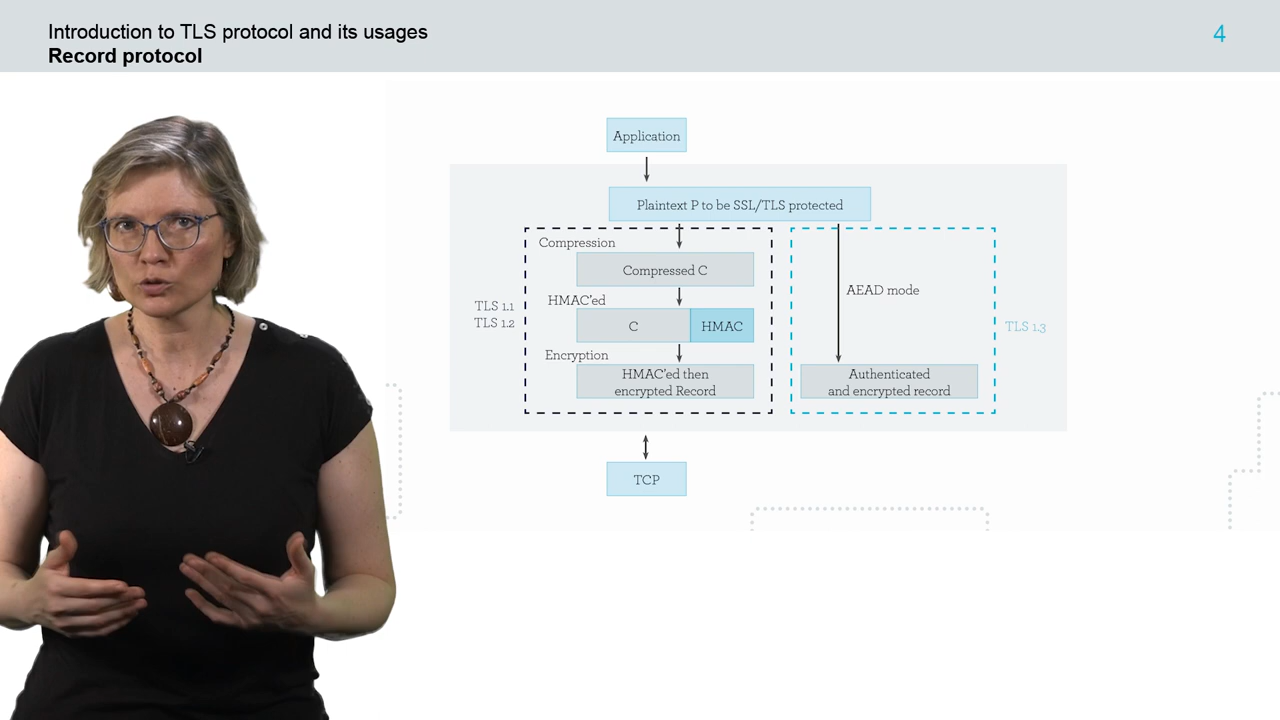 Introduction to TLS protocol and its usages
Record protocol
4
Application
Plaintext P to be SSL/TLS protected
Compression
Compressed C
HMAC'ed
C
HMAC
Encryption
HMAC'ed then
encrypted Record
TLS 1.1
TLS 1.2
AEAD mode
Authenticated
and encrypted record
TLS 1.3
TCP